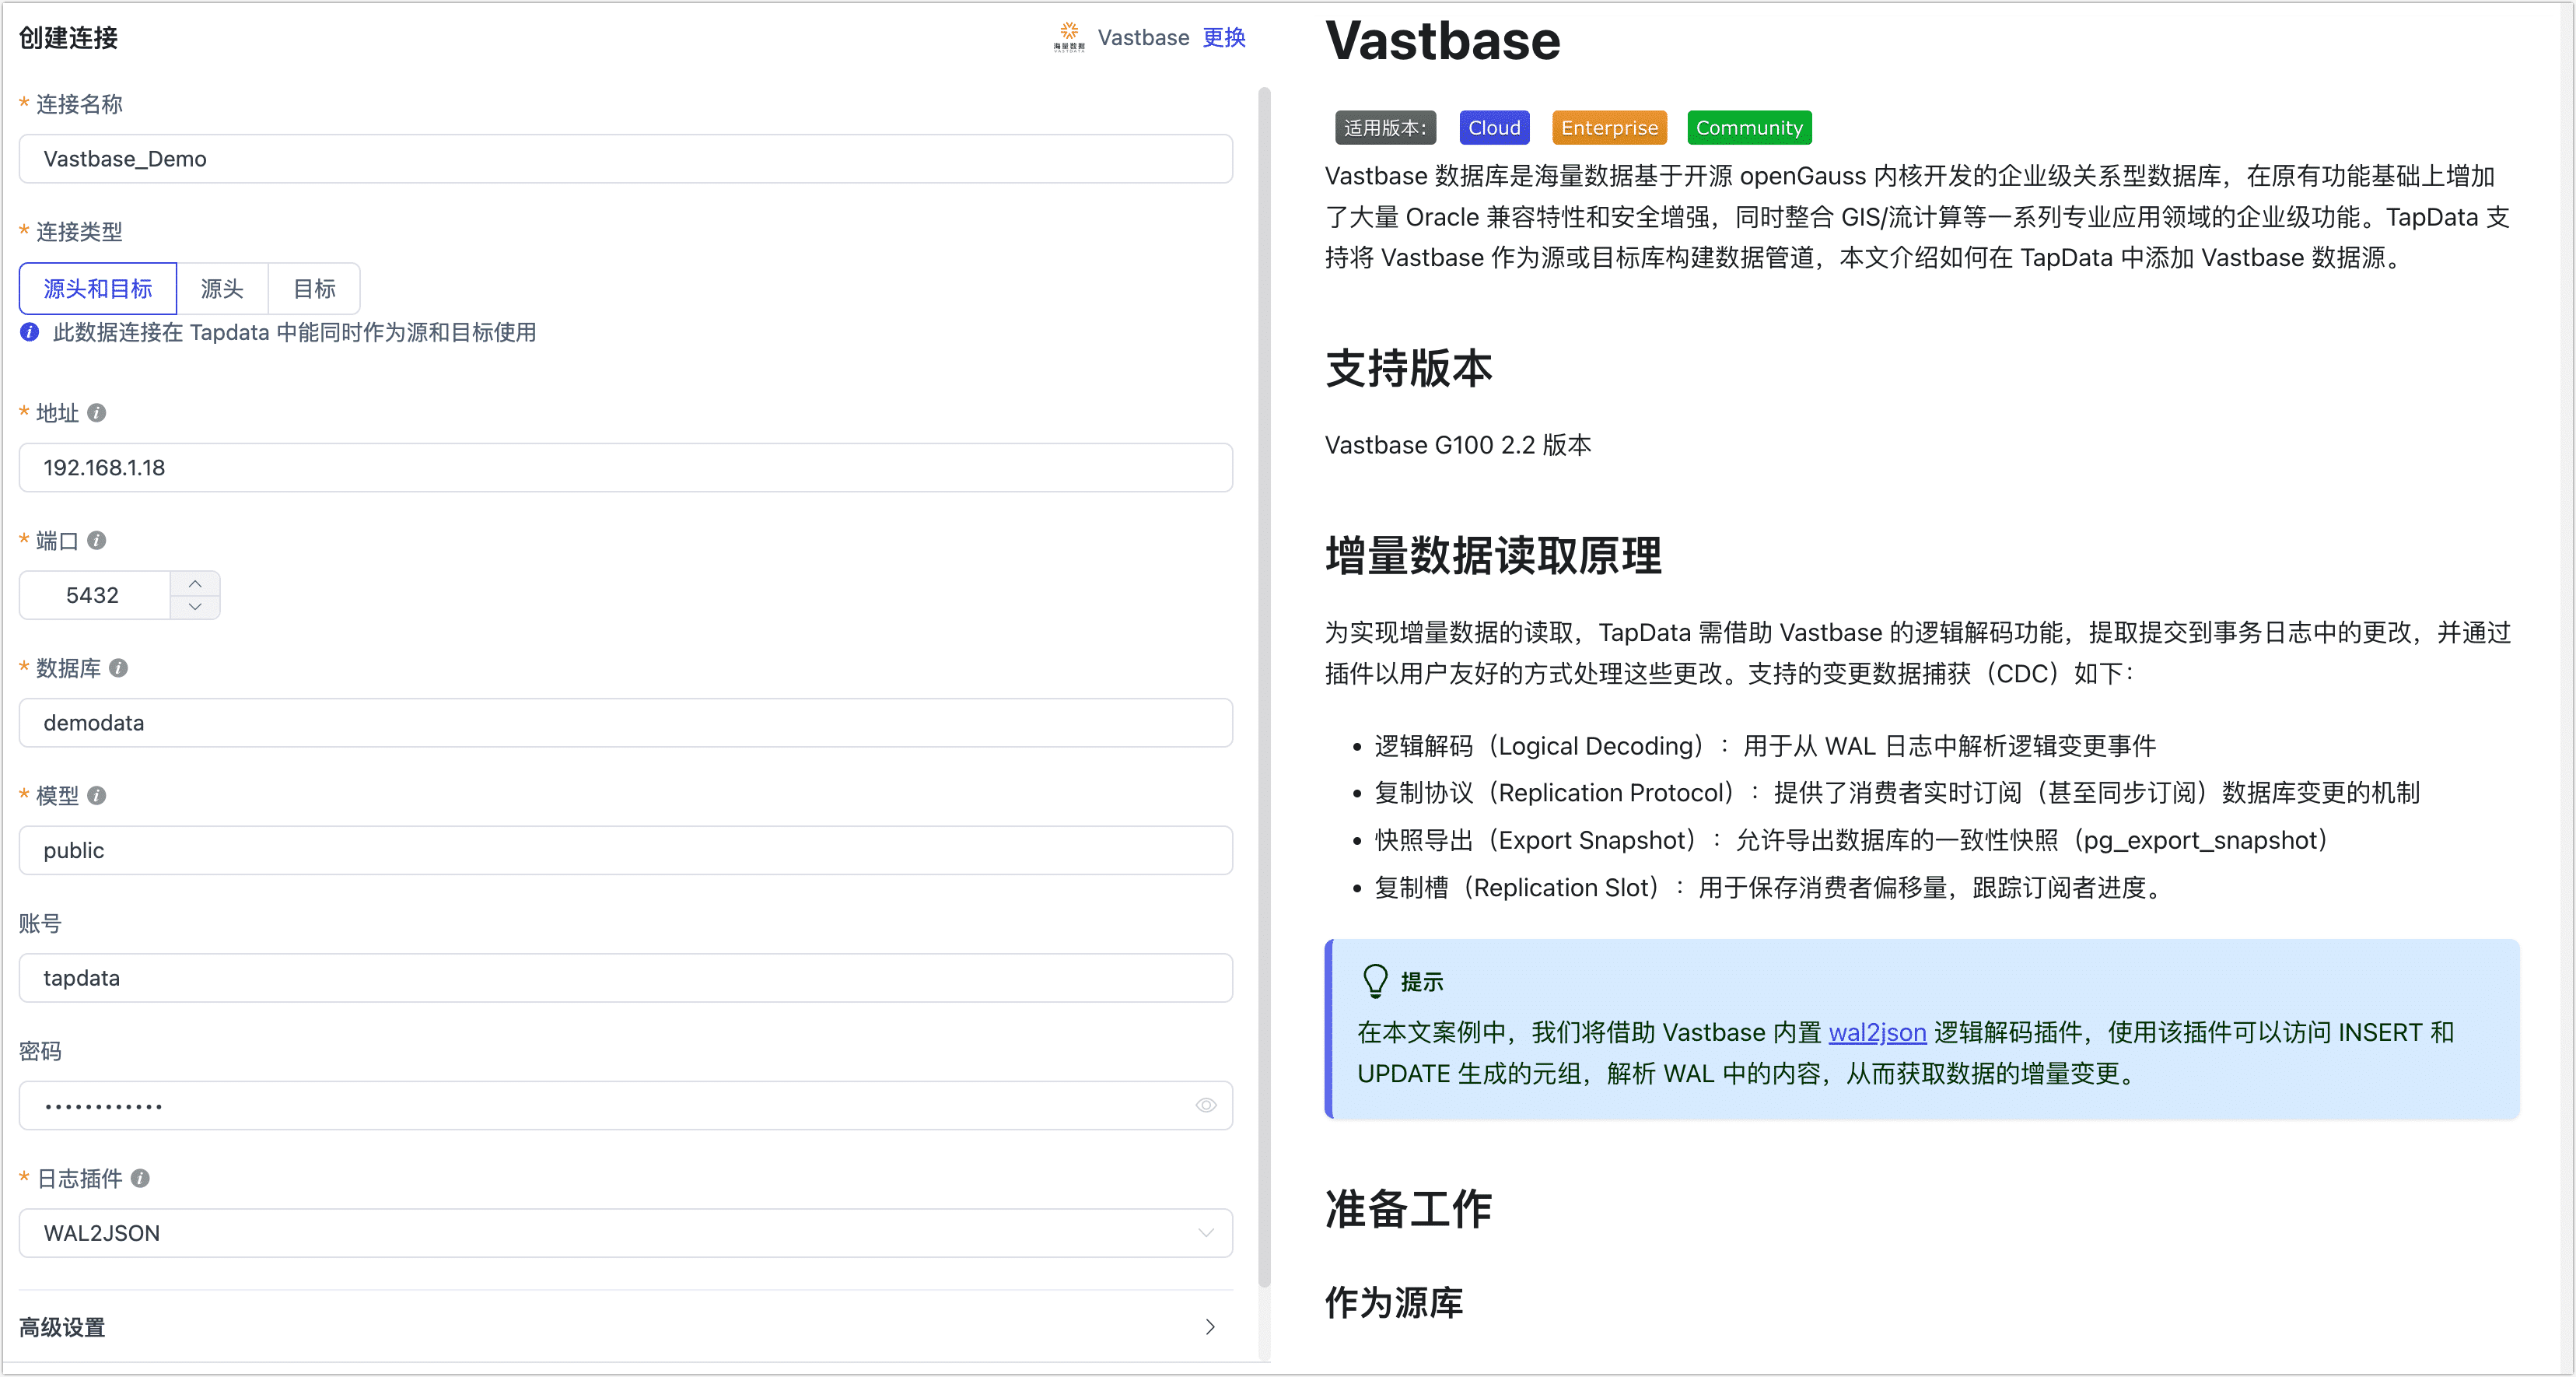 创建连接
海量数据
VASTDATA
Vastbase 更换
* 连接名称
Vastbase_Demo
* 连接类型
源头和目标 源头 目标
此数据连接在 Tapdata 中能同时作为源和目标使用
* 地址
192.168.1.18
* 端口
5432
* 数据库
demodata
* 模型
public
账号
tapdata
密码
••••••••••••
* 日志插件
WAL2JSON
高级设置
Vastbase
适用版本: Cloud Enterprise Community
Vastbase 数据库是海量数据基于开源 openGauss 内核开发的企业级关系型数据库，在原有功能基础上增加
了大量 Oracle 兼容特性和安全增强，同时整合 GIS/流计算等一系列专业应用领域的企业级功能。TapData 支
持将 Vastbase 作为源或目标库构建数据管道，本文介绍如何在 TapData 中添加 Vastbase 数据源。
支持版本
Vastbase G100 2.2 版本
增量数据读取原理
为实现增量数据的读取，TapData 需借助 Vastbase 的逻辑解码功能，提取提交到事务日志中的更改，并通过
插件以用户友好的方式处理这些更改。支持的变更数据捕获（CDC）如下：
• 逻辑解码（Logical Decoding）：用于从 WAL 日志中解析逻辑变更事件
• 复制协议（Replication Protocol）：提供了消费者实时订阅（甚至同步订阅）数据库变更的机制
• 快照导出（Export Snapshot）：允许导出数据库的一致性快照（pg_export_snapshot）
• 复制槽（Replication Slot）：用于保存消费者偏移量，跟踪订阅者进度。
提示
在本文案例中，我们将借助 Vastbase 内置 wal2json 逻辑解码插件，使用该插件可以访问 INSERT 和
UPDATE 生成的元组，解析 WAL 中的内容，从而获取数据的增量变更。
准备工作
作为源库